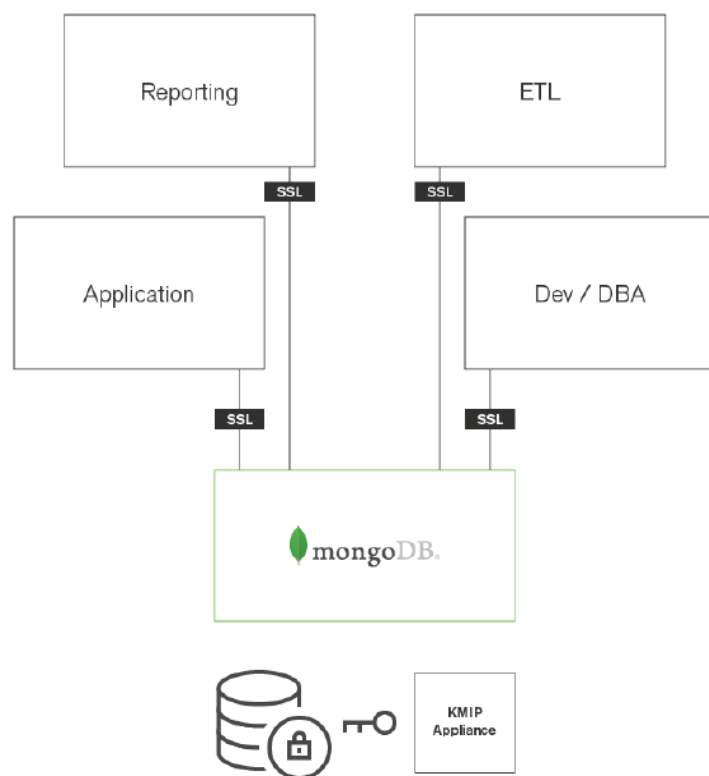 Reporting
ETL
SSL
SSL
Application
Dev / DBA
SSL
SSL
mongoDB.
KMIP
Appliance